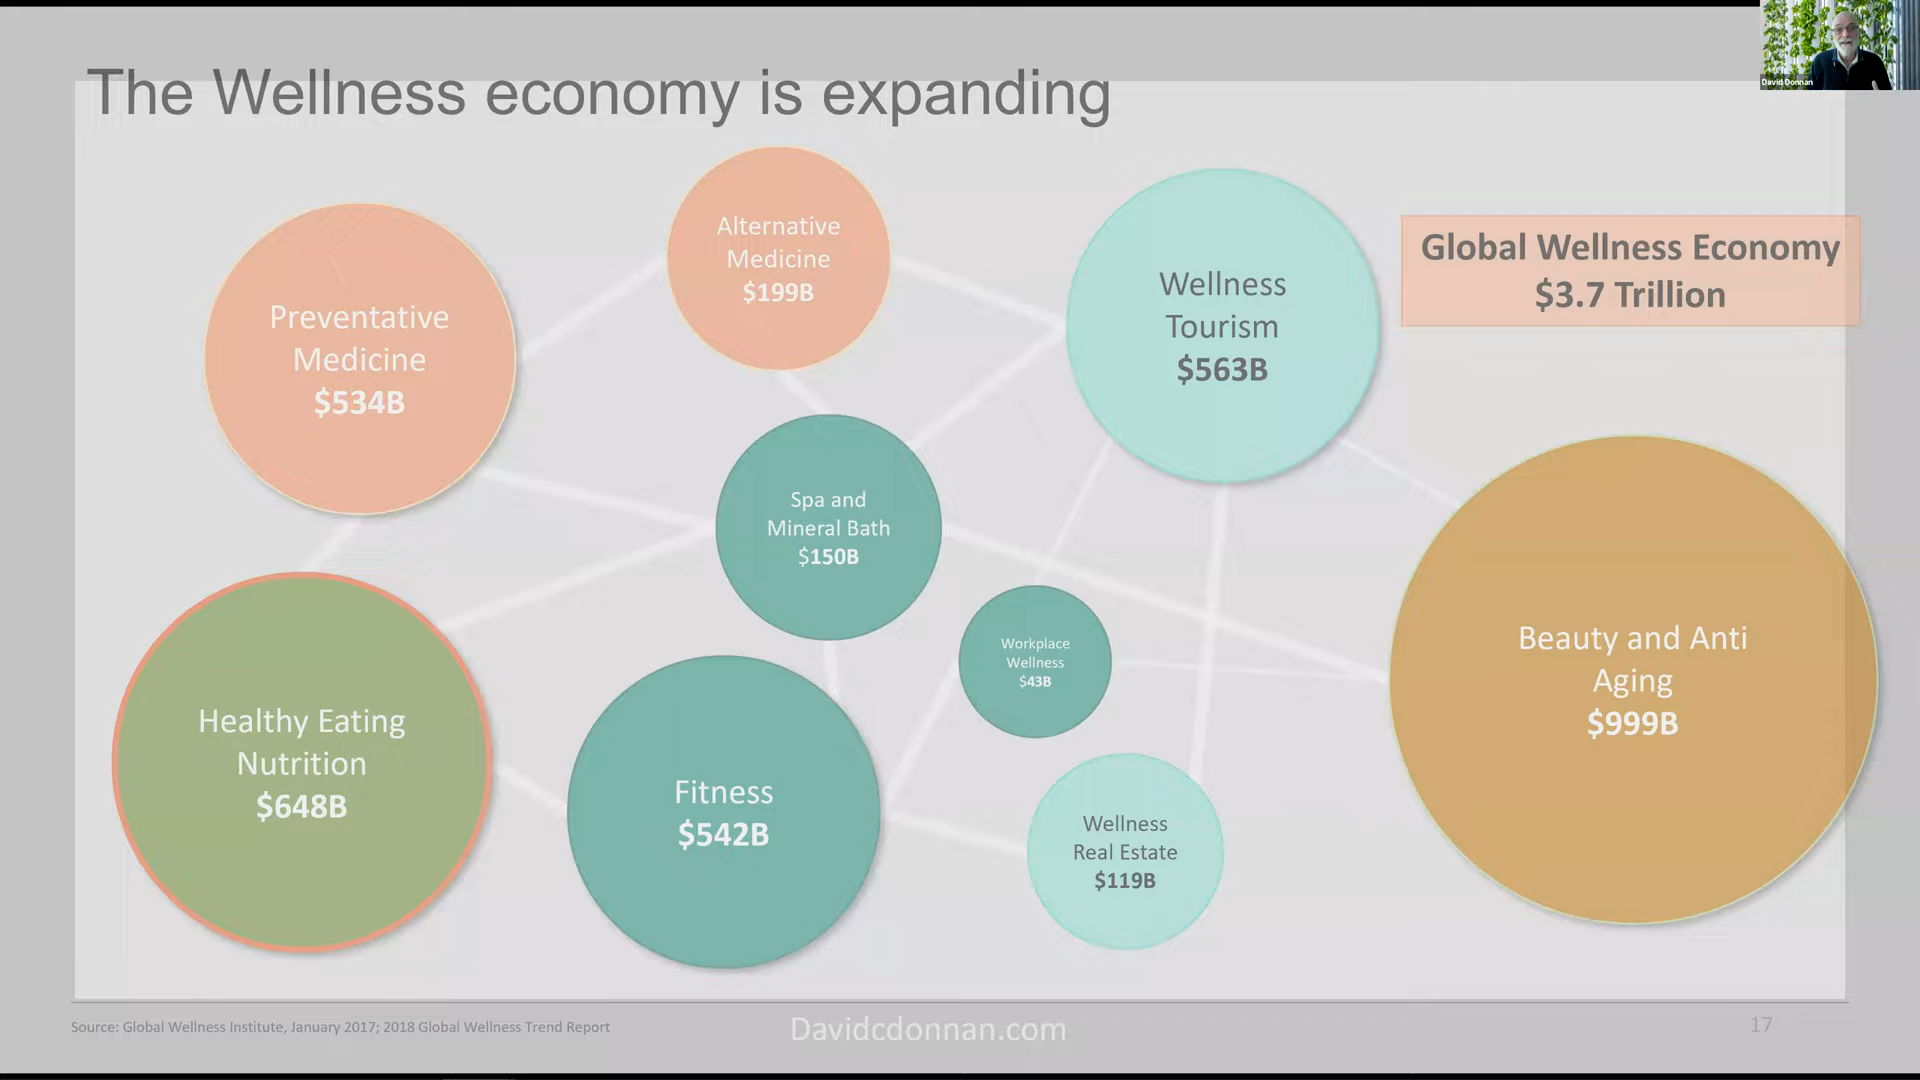 David Donnan
The Wellness economy is expanding
Alternative
Medicine
$199B
Preventative
Medicine
$534B
Wellness
Tourism
$563B
Global Wellness Economy
$3.7 Trillion
Spa and
Mineral Bath
$150B
Workplace
Wellness
$43B
Beauty and Anti
Aging
$999B
Healthy Eating
Nutrition
$648B
Fitness
$542B
Wellness
Real Estate
$119B
Source: Global Wellness Institute, January 2017; 2018 Global Wellness Trend Report
Davidcdonnan.com
17